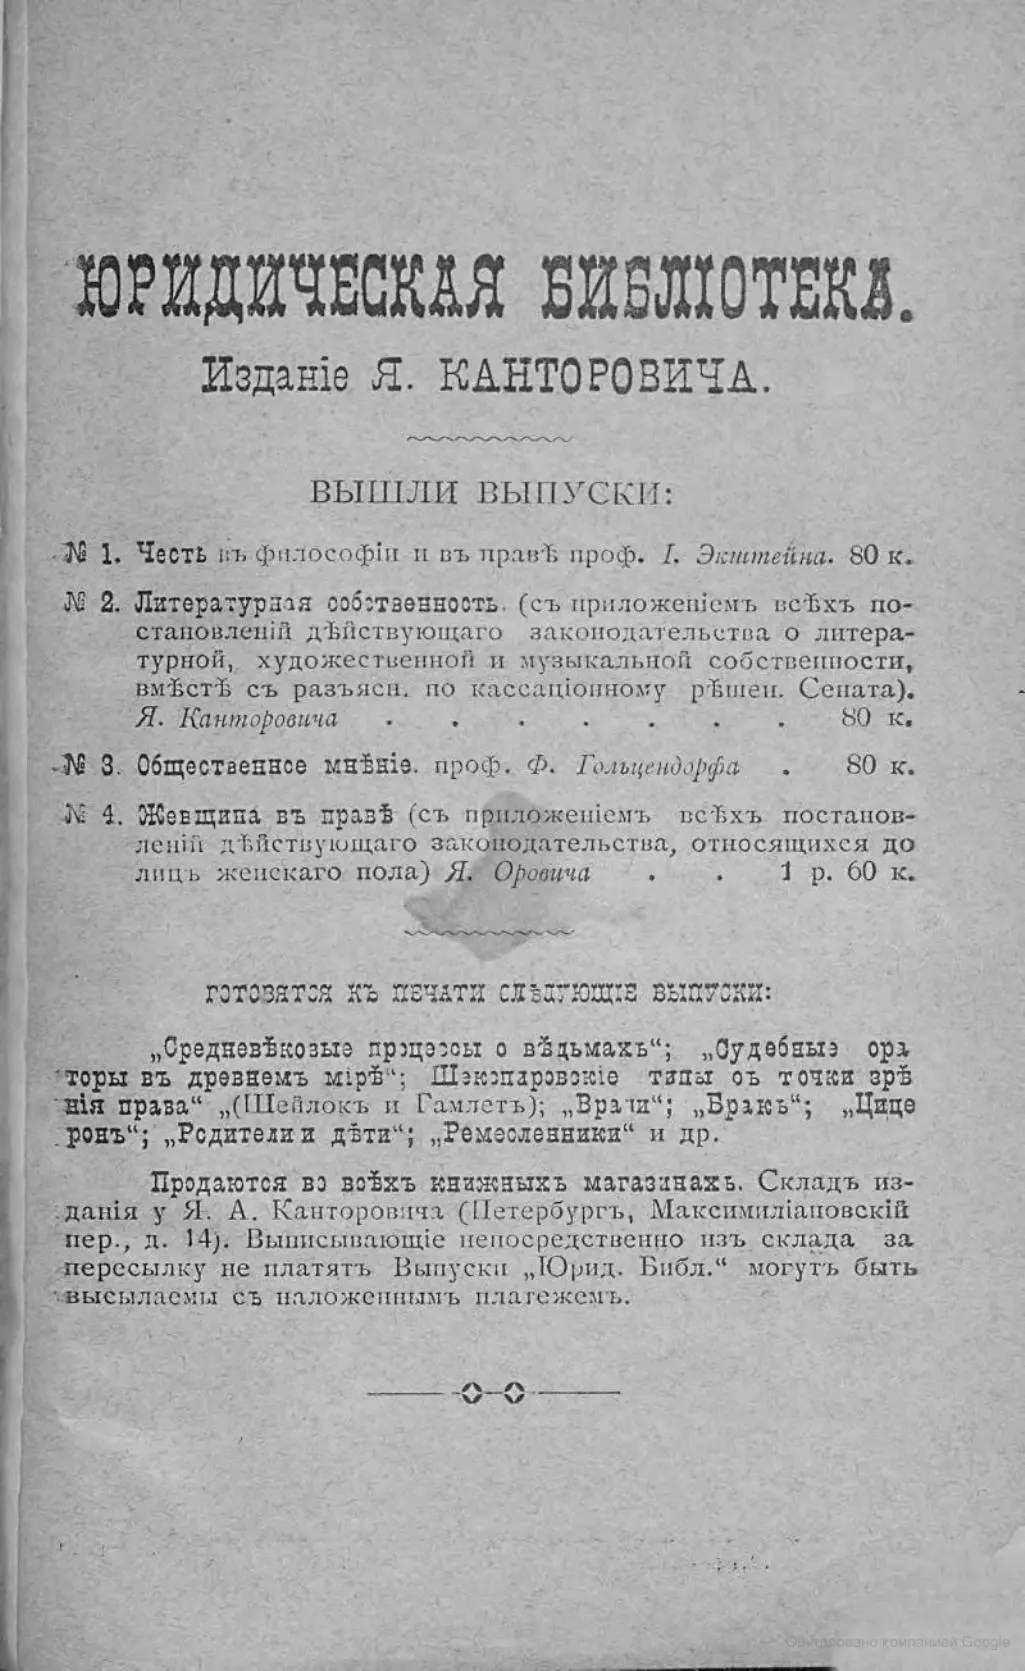 ЮРИДИЧЕСКАЯ БИБЛІОТЕКА.
Изданіе Я. КАНТОРОВИЧА.
ВЫШЛИ ВЫПУСКИ:
№ 1. Честь въ философіи и въ правѣ проф. І. Экштейна. 80 к.
№ 2. Литературная собственность. (съ приложеніемъ всѣхъ по-
становленій дѣйствующаго законодательства о литера-
турной, художественной и музыкальной собственности,
вмѣстѣ съ разъясн. по кассаціонному рѣшен. Сената).
Я. Канторовича . . . . . . . 80 к.
№ 3. Общественное мнѣніе. проф. Ф. Гольцендорфа . 80 к.
№ 4. Женщина въ правѣ (съ приложеніемъ всѣхъ постанов-
леній дѣйствующаго законодательства, относящихся до
лицъ женскаго пола) Я. Оровича . . 1 р. 60 к.
ГОТОВЯТСЯ КЪ ПЕЧАТИ СЛѢДУЮЩІЕ ВЫПУСКИ:
„Средневѣковые процессы о вѣдьмахъ“; „Судебные ора
торы въ древнемъ мірѣ“; Шэкспировскіе типы съ точки зрѣ
нія права“ „(Шейлокъ и Гамлетъ); „Врачи“; „Бракъ“; „Цице
ронъ“; „Родители и дѣти“; „Ремесленники“ и др.
Продаются во всѣхъ книжныхъ магазинахъ. Складъ из-
данія у Я. А. Канторовича (Петербургъ, Максимиліановскій
пер., д. 14). Выписывающіе непосредственно изъ склада за
пересылку не платятъ Выпуски „Юрид. Библ.“ могутъ быть
высылаемы съ наложеннымъ платежемъ.
Оцифровано компанией Google